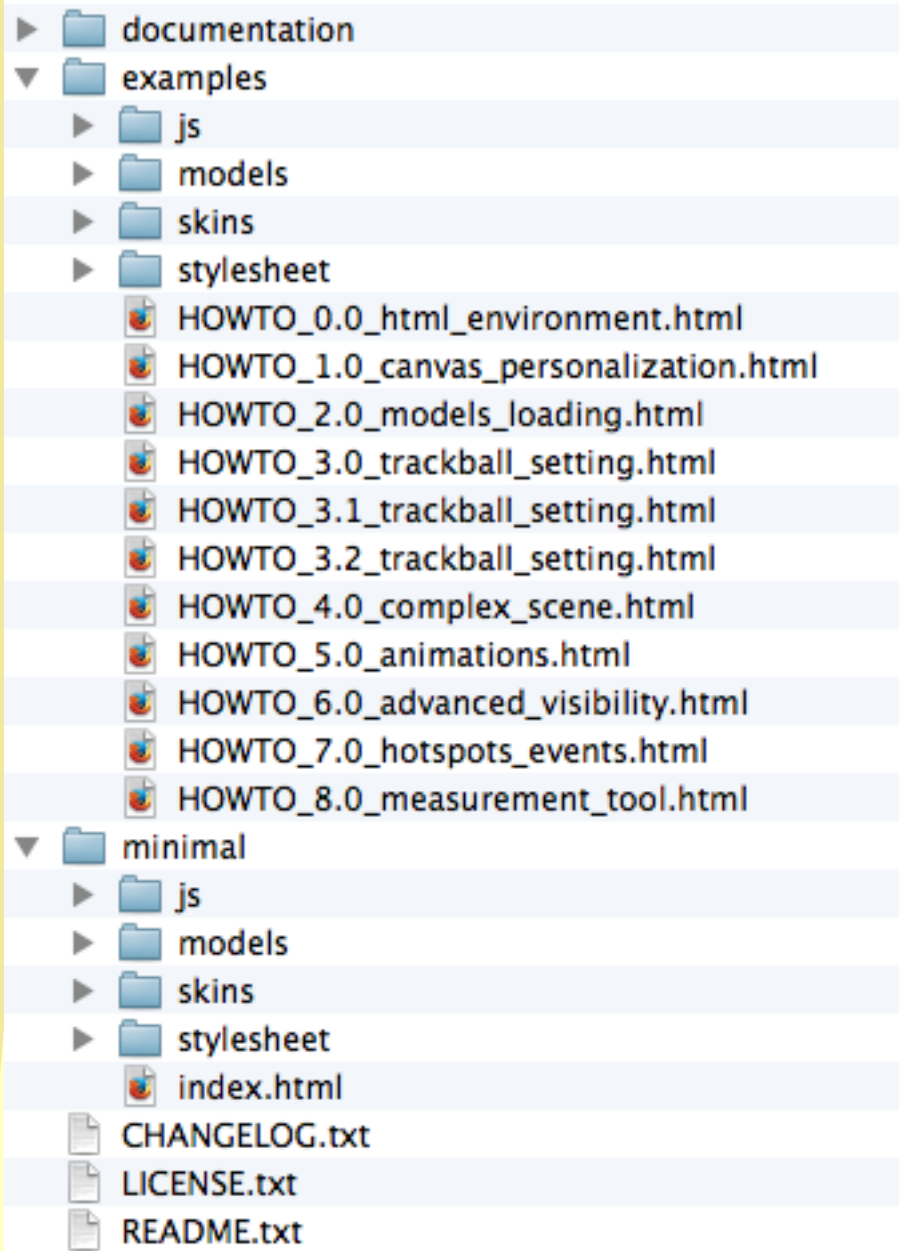 documentation
examples
js
models
skins
stylesheet
HOWTO_0.0_html_environment.html
HOWTO_1.0_canvas_personalization.html
HOWTO_2.0_models_loading.html
HOWTO_3.0_trackball_setting.html
HOWTO_3.1_trackball_setting.html
HOWTO_3.2_trackball_setting.html
HOWTO_4.0_complex_scene.html
HOWTO_5.0_animations.html
HOWTO_6.0_advanced_visibility.html
HOWTO_7.0_hotspots_events.html
HOWTO_8.0_measurement_tool.html
minimal
js
models
skins
stylesheet
index.html
CHANGELOG.txt
LICENSE.txt
README.txt